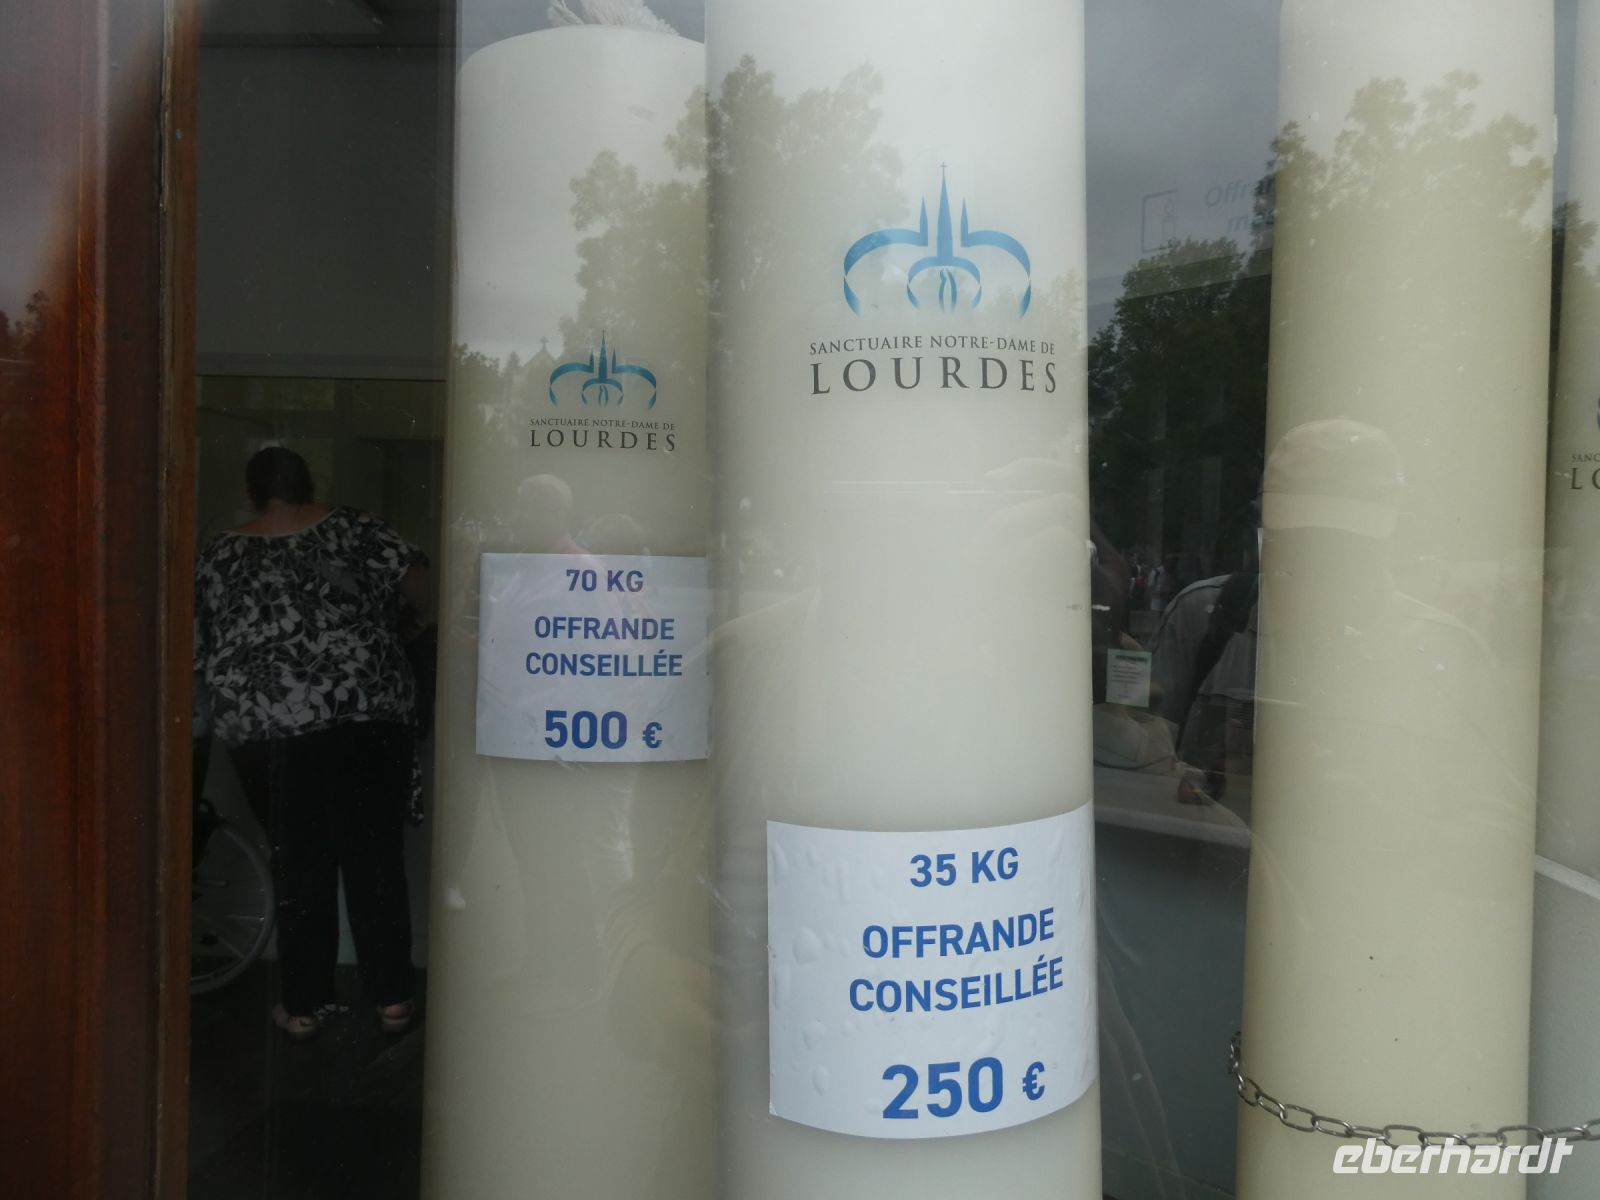 SANCTUAIRE NOTRE-DAME DE
LOURDES
70 KG
OFFRANDE
CONSEILLÉE
500 €
SANCTUAIRE NOTRE-DAME DE
LOURDES
35 KG
OFFRANDE
CONSEILLÉE
250 €
eberhardt